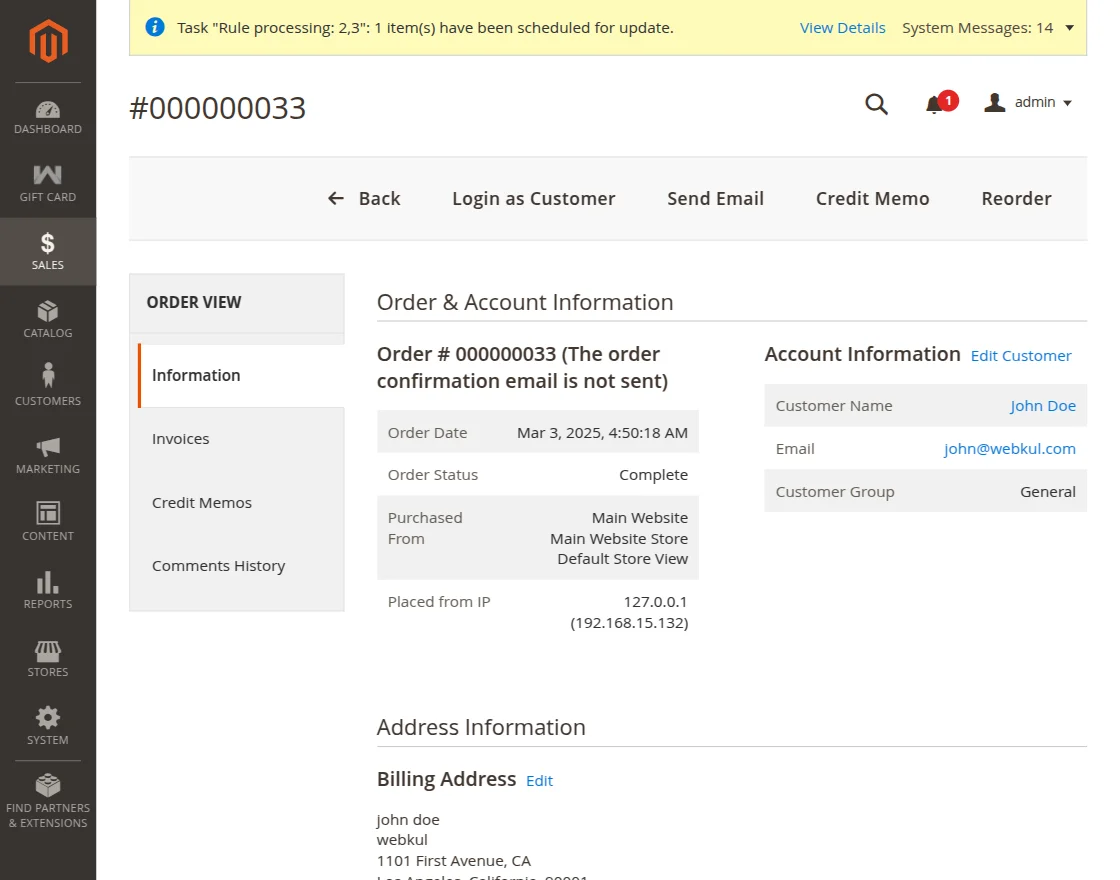 Task "Rule processing: 2,3": 1 item(s) have been scheduled for update.
View Details
System Messages: 14
#000000033
1
admin
Back
Login as Customer
Send Email
Credit Memo
Reorder
DASHBOARD
GIFT CARD
$
SALES
CATALOG
CUSTOMERS
MARKETING
CONTENT
REPORTS
STORES
SYSTEM
FIND PARTNERS
& EXTENSIONS
ORDER VIEW
Information
Invoices
Credit Memos
Comments History
Order & Account Information
Order # 000000033 (The order
confirmation email is not sent)
Order Date Mar 3, 2025, 4:50:18 AM
Order Status Complete
Purchased Main Website
From Main Website Store
Default Store View
Placed from IP 127.0.0.1
(192.168.15.132)
Account Information Edit Customer
Customer Name John Doe
Email john@webkul.com
Customer Group General
Address Information
Billing Address Edit
john doe
webkul
1101 First Avenue, CA
Los Angeles, California, 90001